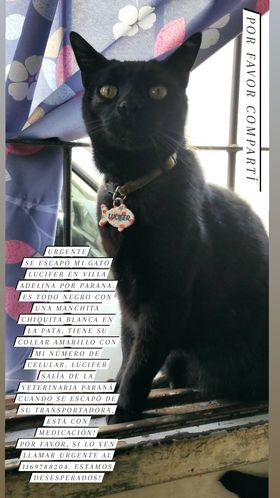 POR FAVOR COMPARTÍ
LUCIFER
URGENTE
SE ESCAPÓ MI GATO
LUCIFER EN VILLA
ADELINA POR PARANA,
ES TODO NEGRO CON
UNA MANCHITA
CHIQUITA BLANCA EN
LA PATA, TIENE SU
COLLAR AMARILLO CON
MI NÚMERO DE
CELULAR. LUCIFER
SALÍA DE LA
VETERINARIA PARANÁ
CUANDO SE ESCAPÓ DE
SU TRANSPORTADORA,
ESTÁ CON
MEDICACIÓN!
POR FAVOR, SI LO VEN
LLAMAR URGENTE AL
1169788204. ESTAMOS
DESESPERADOS!